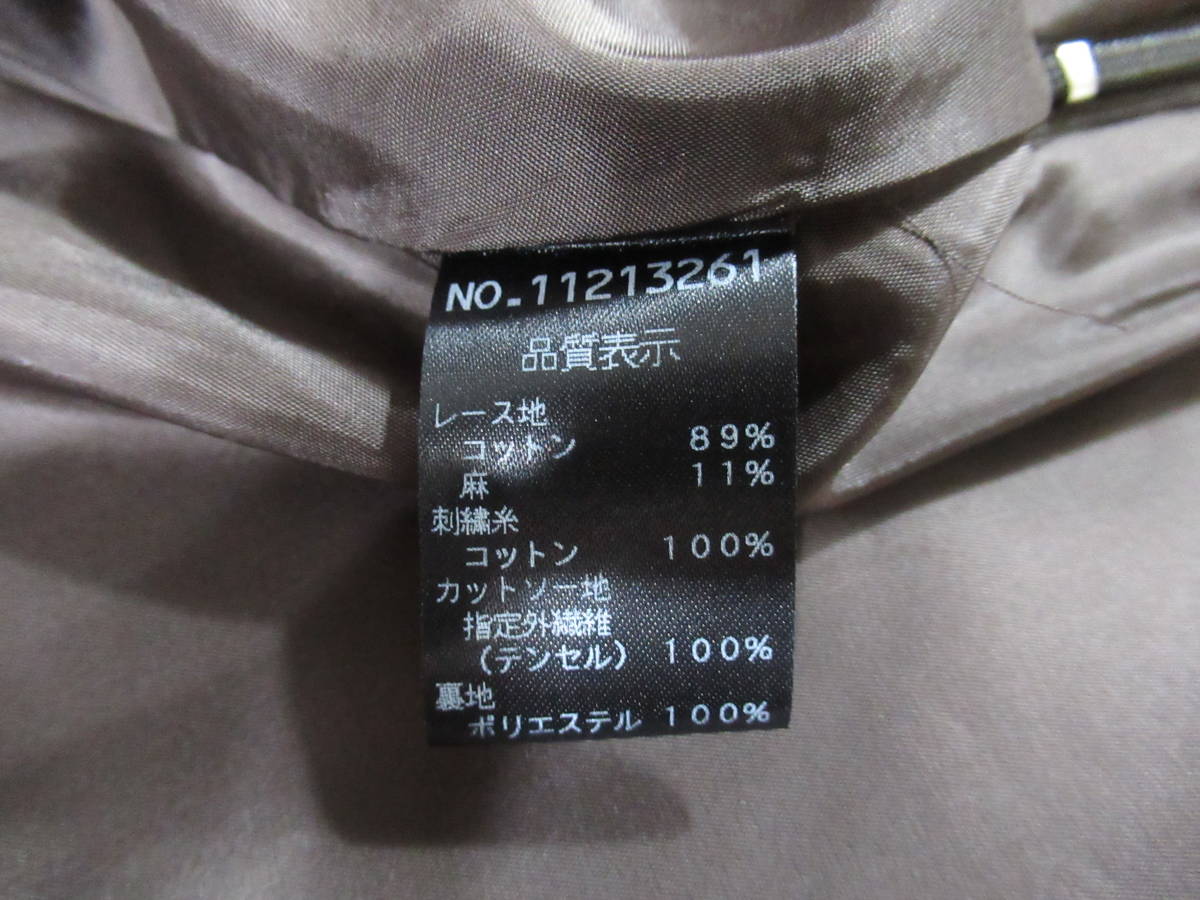 NO.11213261
品質表示
レース地
コットン 89%
麻 11%
刺繍糸
コットン 100%
カットソー地
指定外繊維
(テンセル) 100%
裏地
ポリエステル 100%